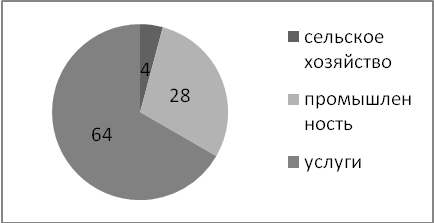 4
28
64
сельское
хозяйство
промышлен
ность
услуги